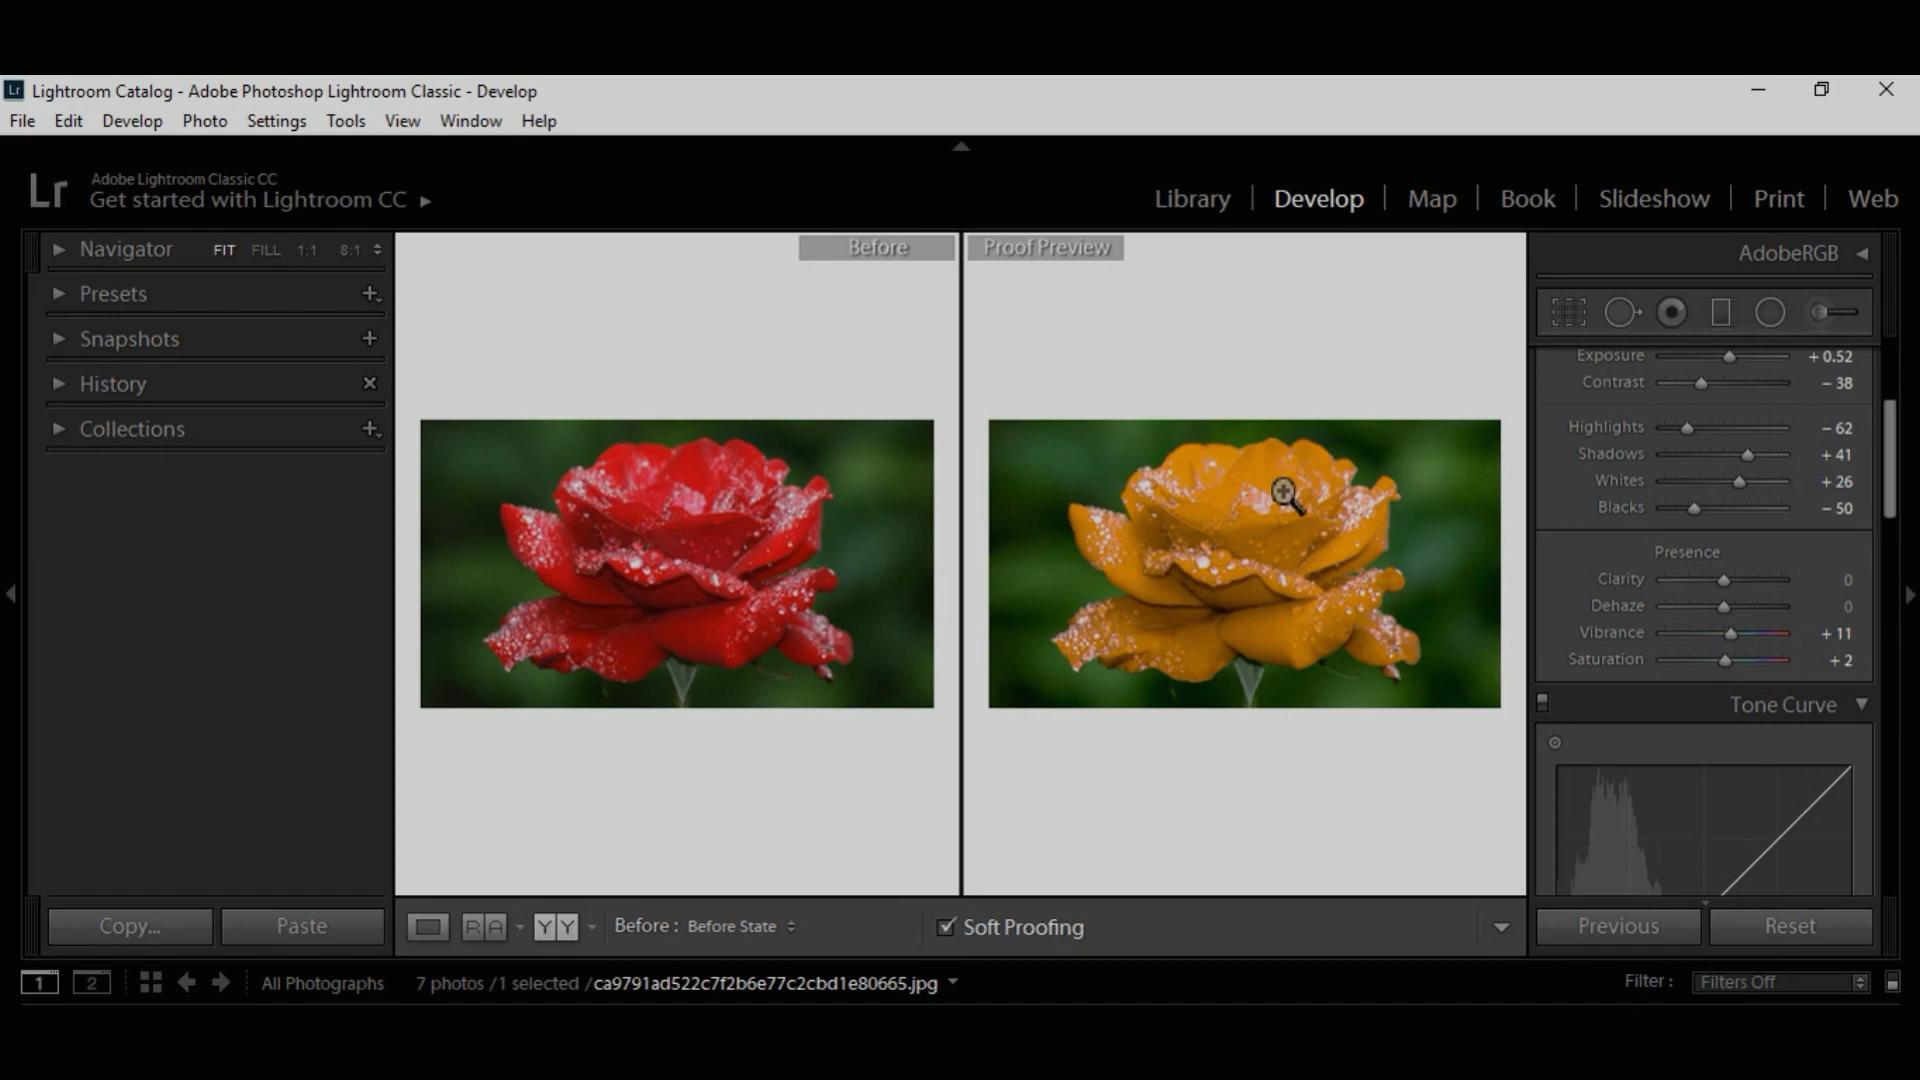 Lr Lightroom Catalog - Adobe Photoshop Lightroom Classic - Develop
File Edit Develop Photo Settings Tools View Window Help
Lr
Adobe Lightroom Classic CC
Get started with Lightroom CC
Library Develop Map Book Slideshow Print Web
Navigator FIT FILL 1:1 8:1
Presets
Snapshots
History
Collections
Before
Proof Preview
AdobeRGB
Exposure +0.52
Contrast – 38
Highlights – 62
Shadows + 41
Whites + 26
Blacks – 50
Presence
Clarity 0
Dehaze 0
Vibrance + 11
Saturation + 2
Tone Curve
Copy... Paste
R A Y Y Before : Before State Soft Proofing
Previous Reset
1 2 All Photographs 7 photos /1 selected /ca9791ad522c7f2b6e77c2cbd1e80665.jpg
Filter : Filters Off